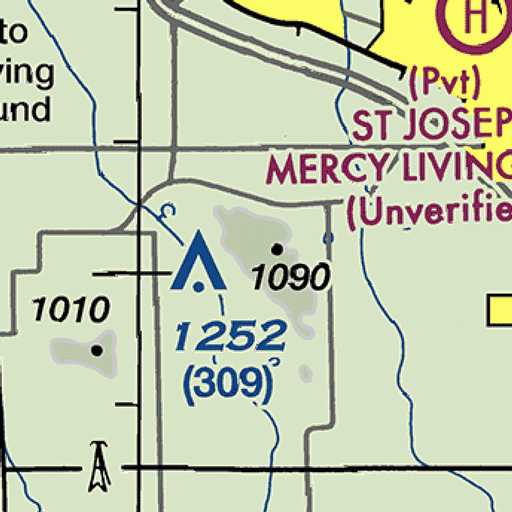 to
ving
und
H
(Pvt)
ST JOSEP
MERCY LIVING
(Unverifie
1090
1010
1252
(309)